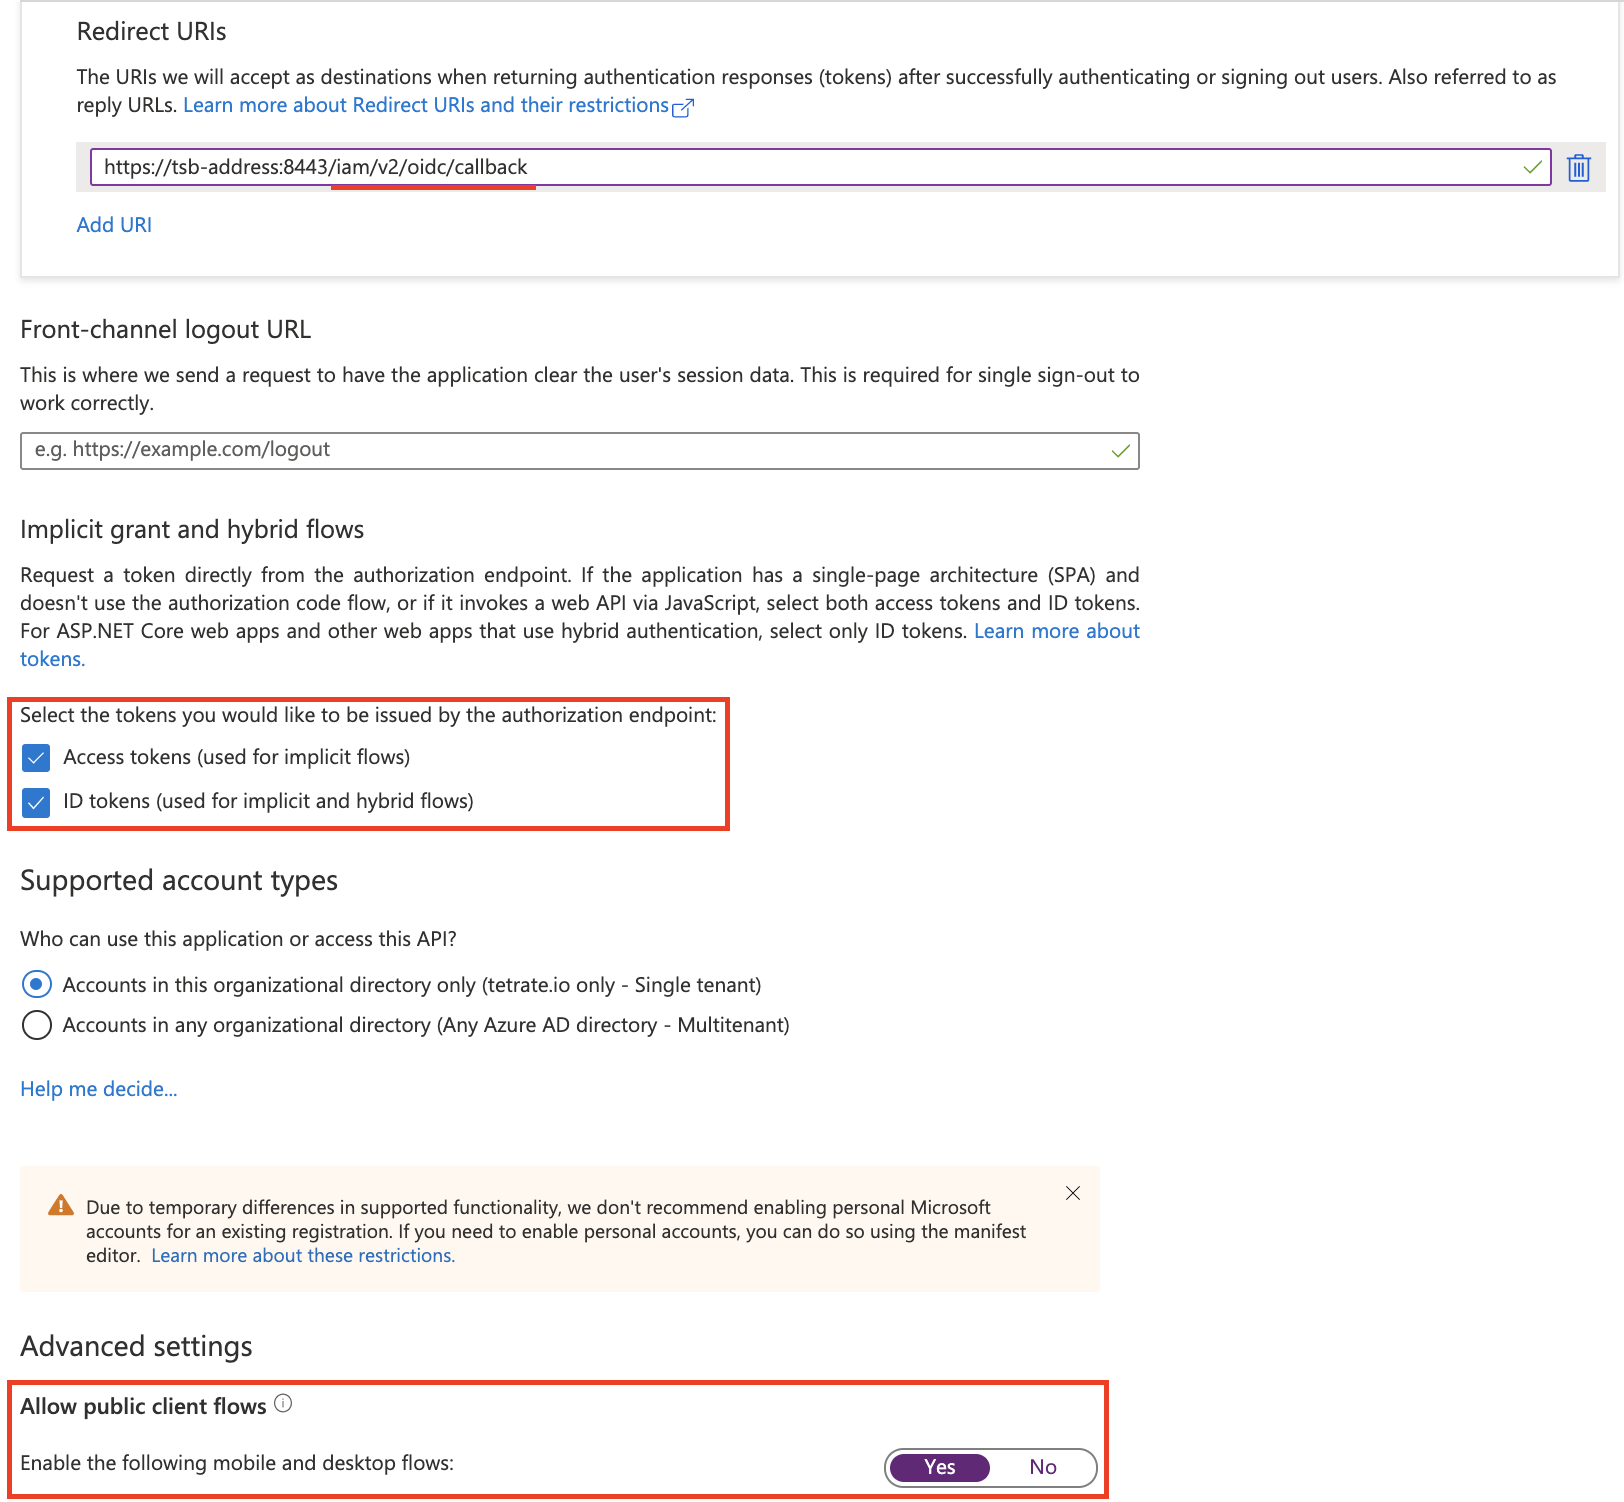 Redirect URIs
The URIs we will accept as destinations when returning authentication responses (tokens) after successfully authenticating or signing out users. Also referred to as
reply URLs. Learn more about Redirect URIs and their restrictions
https://tsb-address:8443/iam/v2/oidc/callback
Add URI
Front-channel logout URL
This is where we send a request to have the application clear the user's session data. This is required for single sign-out to
work correctly.
e.g. https://example.com/logout
Implicit grant and hybrid flows
Request a token directly from the authorization endpoint. If the application has a single-page architecture (SPA) and
doesn't use the authorization code flow, or if it invokes a web API via JavaScript, select both access tokens and ID tokens.
For ASP.NET Core web apps and other web apps that use hybrid authentication, select only ID tokens. Learn more about
tokens.
Select the tokens you would like to be issued by the authorization endpoint:
Access tokens (used for implicit flows)
ID tokens (used for implicit and hybrid flows)
Supported account types
Who can use this application or access this API?
Accounts in this organizational directory only (tetrate.io only - Single tenant)
Accounts in any organizational directory (Any Azure AD directory - Multitenant)
Help me decide...
Due to temporary differences in supported functionality, we don't recommend enabling personal Microsoft
accounts for an existing registration. If you need to enable personal accounts, you can do so using the manifest
editor. Learn more about these restrictions.
Advanced settings
Allow public client flows
Enable the following mobile and desktop flows:
Yes No